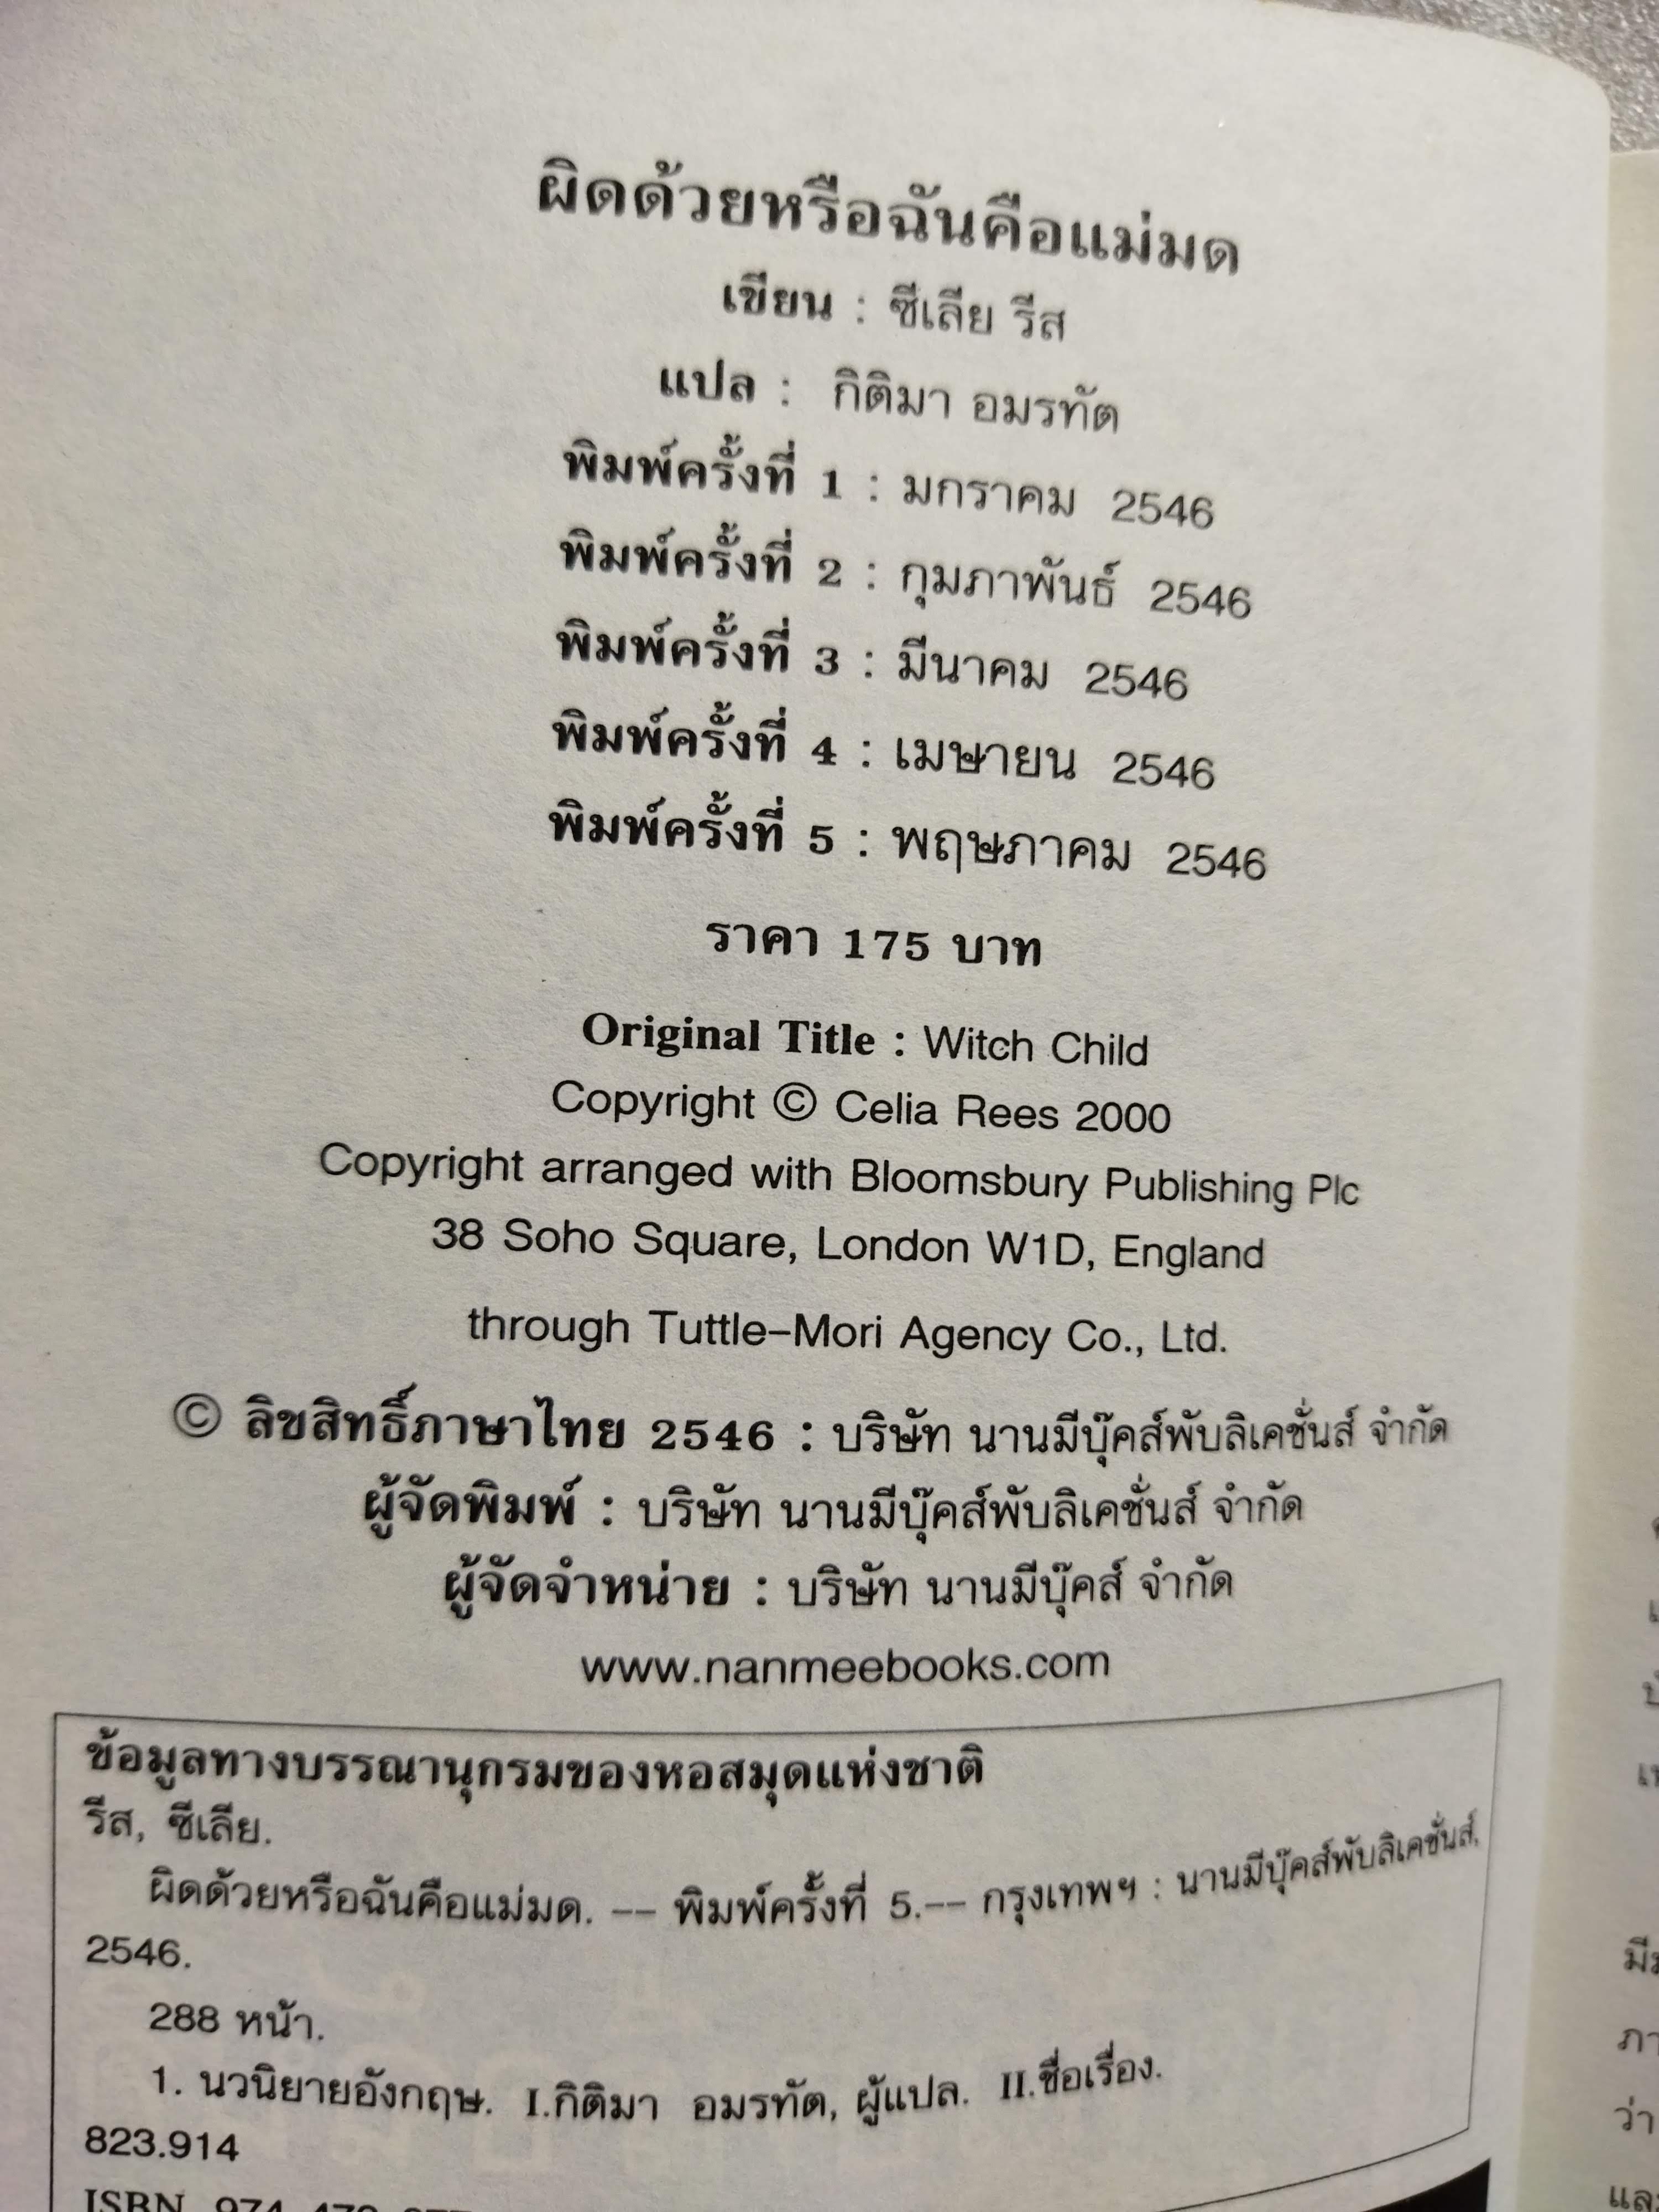 ผิดด้วยหรือฉันคือแม่มด
เขียน : ซีเลีย รีส
แปล : กิติมา อมรทัต
พิมพ์ครั้งที่ 1 : มกราคม 2546
พิมพ์ครั้งที่ 2 : กุมภาพันธ์ 2546
พิมพ์ครั้งที่ 3 : มีนาคม 2546
พิมพ์ครั้งที่ 4 : เมษายน 2546
พิมพ์ครั้งที่ 5 : พฤษภาคม 2546
ราคา 175 บาท
Original Title : Witch Child
Copyright © Celia Rees 2000
Copyright arranged with Bloomsbury Publishing Plc
38 Soho Square, London W1D, England
through Tuttle-Mori Agency Co., Ltd.
© ลิขสิทธิ์ภาษาไทย 2546 : บริษัท นานมีบุ๊คส์พับลิเคชั่นส์ จำกัด
ผู้จัดพิมพ์ : บริษัท นานมีบุ๊คส์พับลิเคชั่นส์ จำกัด
ผู้จัดจำหน่าย : บริษัท นานมีบุ๊คส์ จำกัด
www.nanmeebooks.com
ข้อมูลทางบรรณานุกรมของหอสมุดแห่งชาติ
รีส, ซีเลีย.
ผิดด้วยหรือฉันคือแม่มด. -- พิมพ์ครั้งที่ 5.-- กรุงเทพฯ : นานมีบุ๊คส์พับลิเคชั่นส์,
2546.
288 หน้า.
1. นวนิยายอังกฤษ. I.กิติมา อมรทัต, ผู้แปล. II.ชื่อเรื่อง.
823.914
ISBN